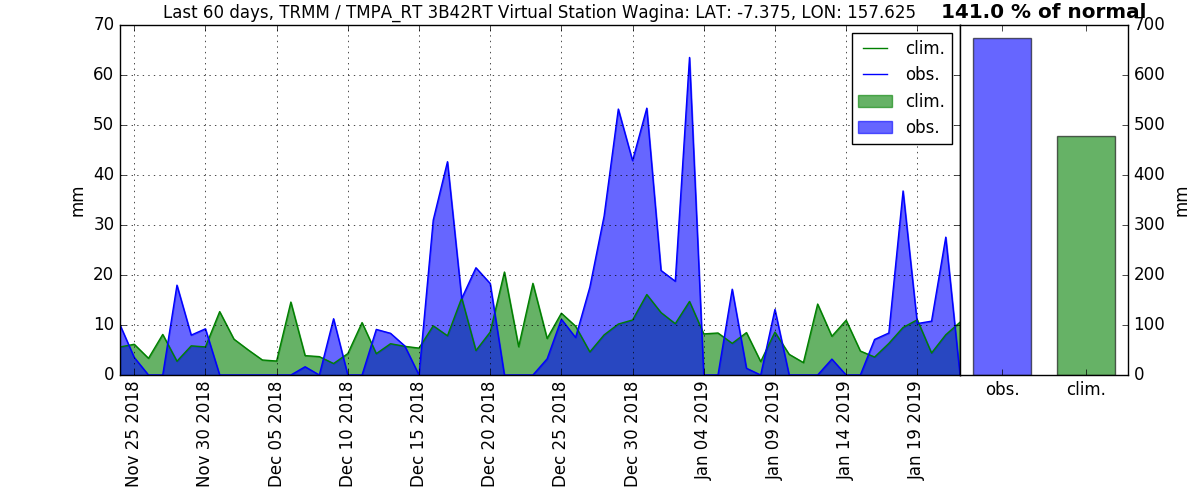 Last 60 days, TRMM / TMPA_RT 3B42RT Virtual Station Wagina: LAT: -7.375, LON: 157.625
141.0 % of normal
70
60
50
40
30
20
10
0
mm
clim.
obs.
clim.
obs.
700
600
500
400
300
200
100
0
mm
Nov 25 2018
Nov 30 2018
Dec 05 2018
Dec 10 2018
Dec 15 2018
Dec 20 2018
Dec 25 2018
Dec 30 2018
Jan 04 2019
Jan 09 2019
Jan 14 2019
Jan 19 2019
obs.
clim.